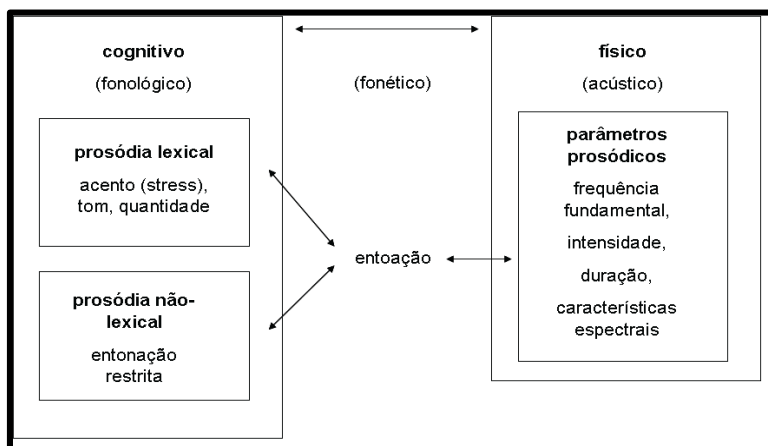 cognitivo
(fonológico)
prosódia lexical
acento (stress),
tom, quantidade
prosódia não-
lexical
entonação
restrita
(fonético)
entoação
físico
(acústico)
parâmetros
prosódicos
frequência
fundamental,
intensidade,
duração,
características
espectrais